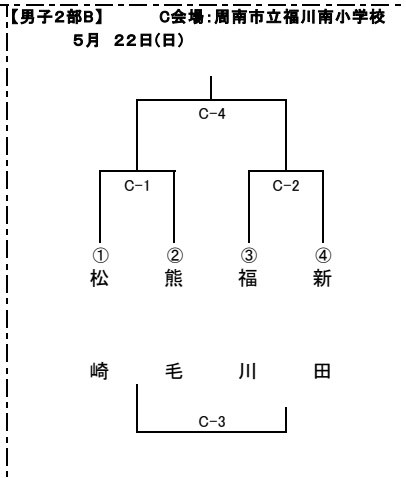 【男子2部B】 C会場:周南市立福川南小学校
5月 22日(日)
C-4
C-1 C-2
① ② ③ ④
松 熊 福 新
崎 毛 川 田
C-3